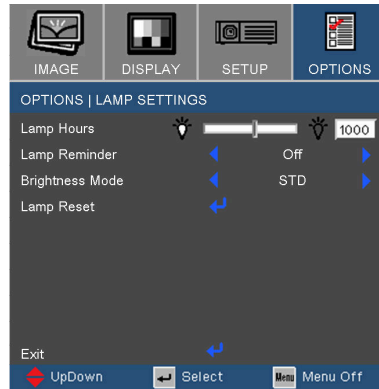 IMAGE DISPLAY SETUP OPTIONS
OPTIONS | LAMP SETTINGS
Lamp Hours 1000
Lamp Reminder Off
Brightness Mode STD
Lamp Reset
Exit
UpDown Select Menu Menu Off